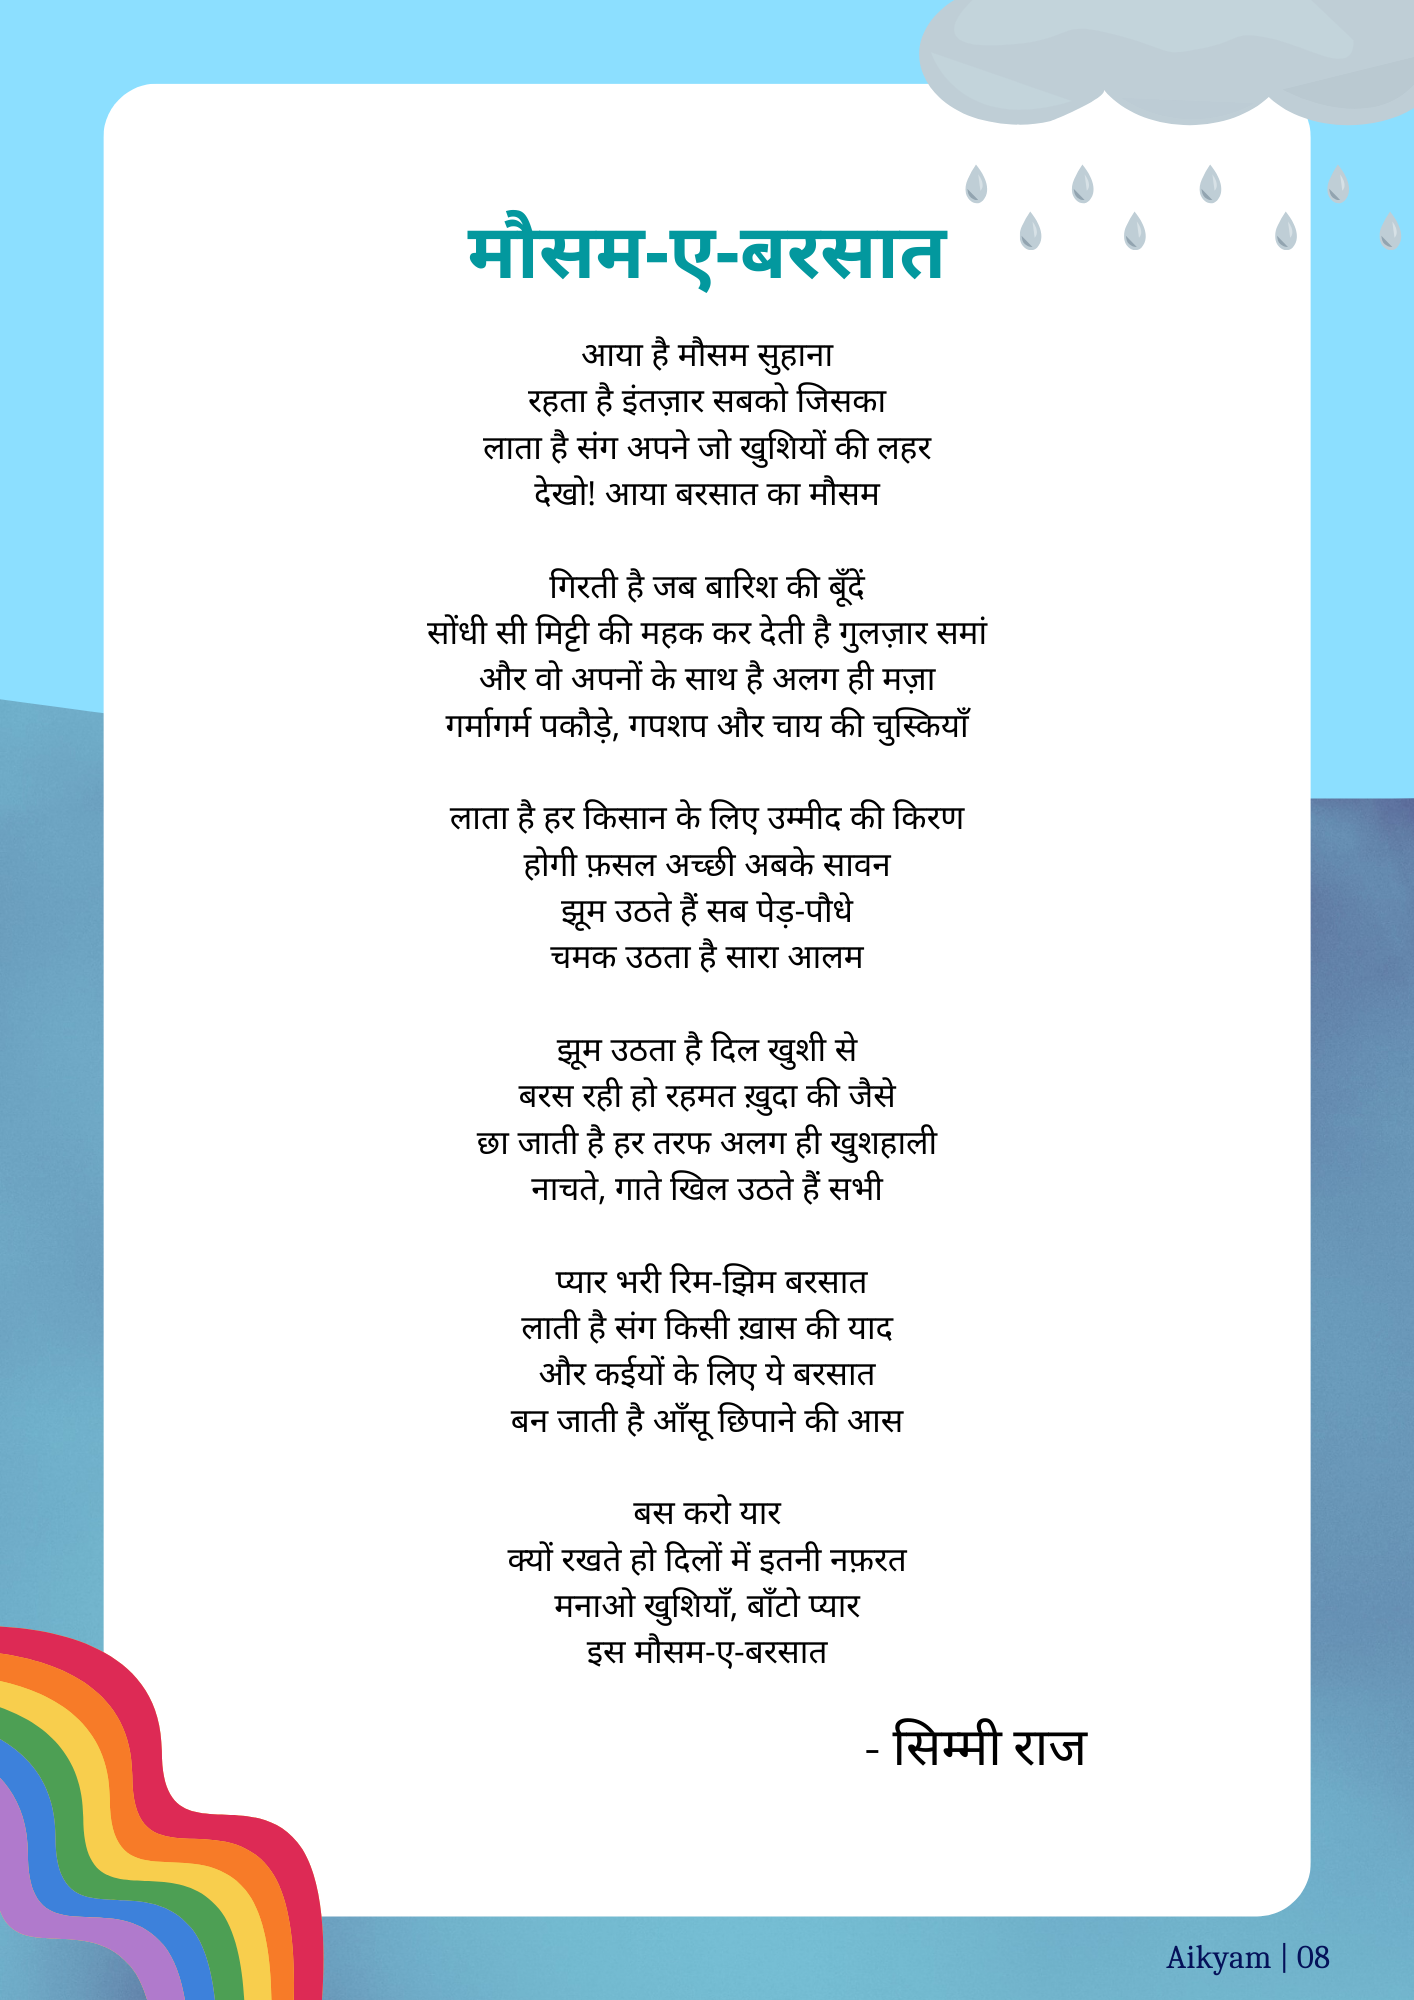 मौसम-ए-बरसात
आया है मौसम सुहाना
रहता है इंतज़ार सबको जिसका
लाता है संग अपने जो खुशियों की लहर
देखो! आया बरसात का मौसम
गिरती है जब बारिश की बूँदें
सोंधी सी मिट्टी की महक कर देती है गुलज़ार समां
और वो अपनों के साथ है अलग ही मज़ा
गर्मागर्म पकौड़े, गपशप और चाय की चुस्कियाँ
लाता है हर किसान के लिए उम्मीद की किरण
होगी फ़सल अच्छी अबके सावन
झूम उठते हैं सब पेड़-पौधे
चमक उठता है सारा आलम
झूम उठता है दिल खुशी से
बरस रही हो रहमत ख़ुदा की जैसे
छा जाती है हर तरफ अलग ही खुशहाली
नाचते, गाते खिल उठते हैं सभी
प्यार भरी रिम-झिम बरसात
लाती है संग किसी ख़ास की याद
और कईयों के लिए ये बरसात
बन जाती है आँसू छिपाने की आस
बस करो यार
क्यों रखते हो दिलों में इतनी नफ़रत
मनाओ खुशियाँ, बाँटो प्यार
इस मौसम-ए-बरसात
- सिम्मी राज
Aikyam | 08